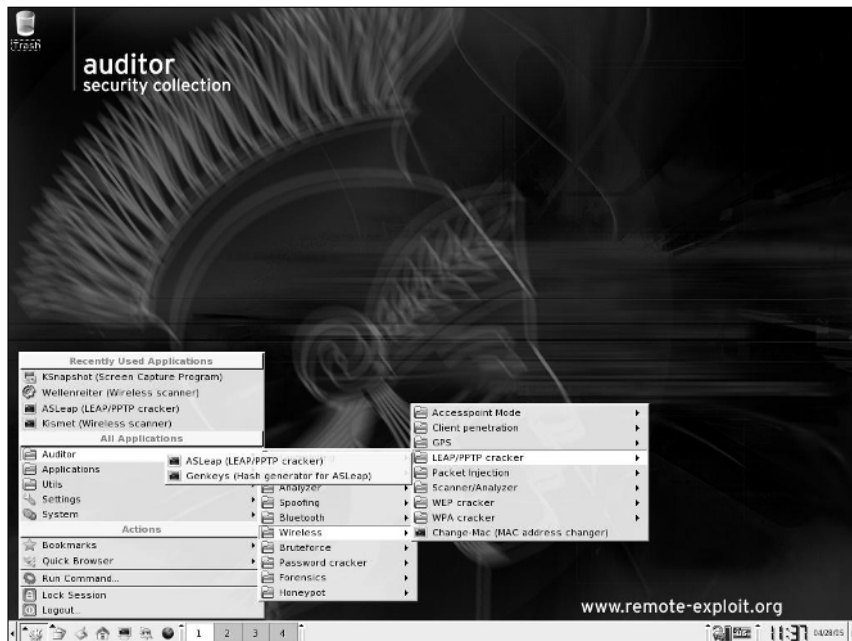 Trash
auditor
security collection
Recently Used Applications
KSnapshot (Screen Capture Program)
Wellenreiter (Wireless scanner)
ASLeap (LEAP/PPTP cracker)
Kismet (Wireless scanner)
All Applications
Auditor
Applications
Utils
Settings
System
Actions
Bookmarks
Quick Browser
Run Command...
Lock Session
Logout...
ASLeap (LEAP/PPTP cracker)
Genkeys (Hash generator for ASLeap)
Analyzer
Spoofing
Bluetooth
Wireless
Bruteforce
Password cracker
Forensics
Honeypot
Accesspoint Mode
Client penetration
GPS
LEAP/PPTP cracker
Packet Injection
Scanner/Analyzer
WEP cracker
WPA cracker
Change-Mac (MAC address changer)
www.remote-exploit.org
1 2 3 4
11:37